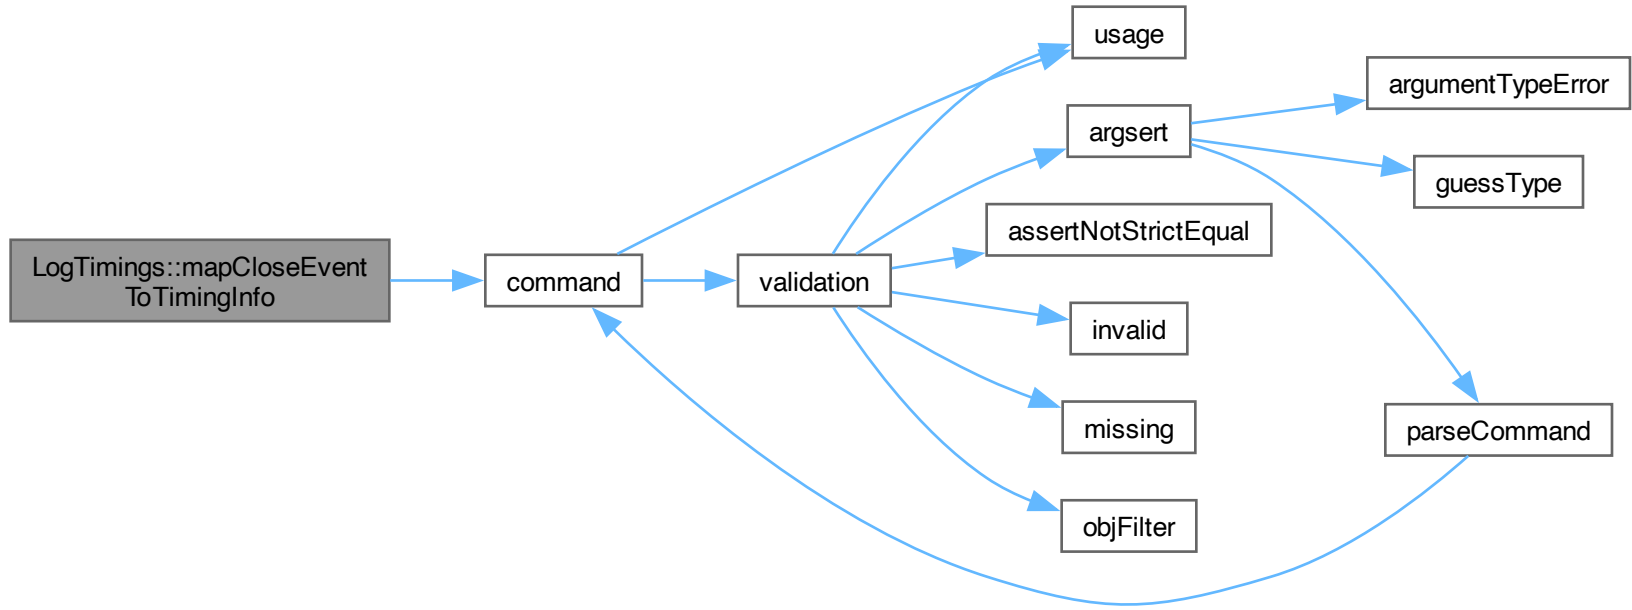 LogTimings::mapCloseEvent
ToTimingInfo
command
validation
usage
argsert
assertNotStrictEqual
invalid
missing
objFilter
argumentTypeError
guessType
parseCommand